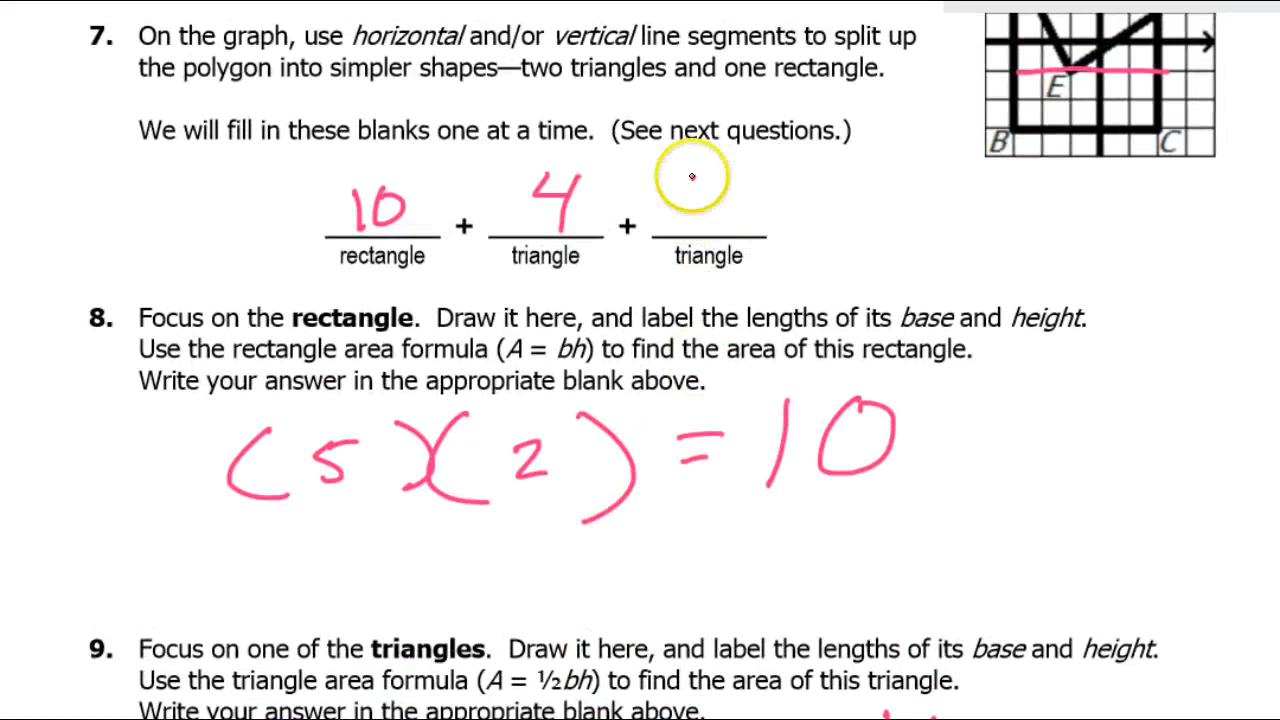 7. On the graph, use horizontal and/or vertical line segments to split up
the polygon into simpler shapes—two triangles and one rectangle.
E
We will fill in these blanks one at a time. (See next questions.)
B C
10 + 4 +
rectangle triangle triangle
8. Focus on the rectangle. Draw it here, and label the lengths of its base and height.
Use the rectangle area formula (A = bh) to find the area of this rectangle.
Write your answer in the appropriate blank above.
(5)(2) = 10
9. Focus on one of the triangles. Draw it here, and label the lengths of its base and height.
Use the triangle area formula (A = ½bh) to find the area of this triangle.
Write your answer in the appropriate blank above.